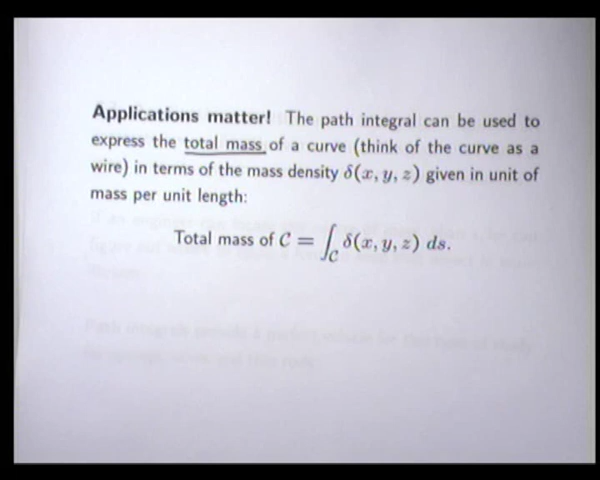 Applications matter! The path integral can be used to
express the total mass of a curve (think of the curve as a
wire) in terms of the mass density δ(x, y, z) given in unit of
mass per unit length:
Total mass of C = ∫_C δ(x, y, z) ds.